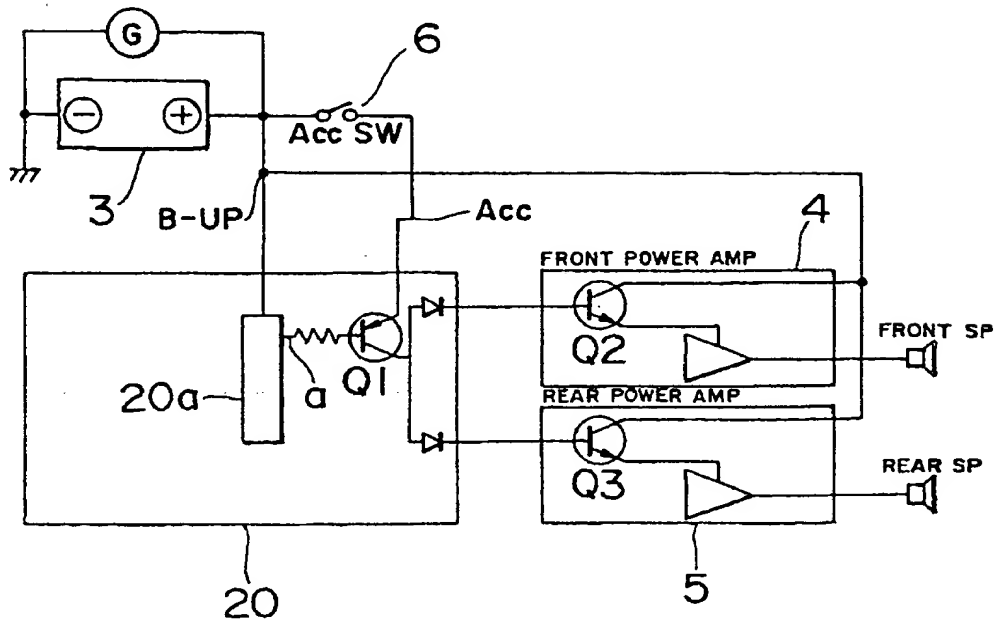 G
6
− +
Acc SW
3
B-UP
Acc
4
FRONT POWER AMP
FRONT SP
Q2
Q1
a
20a
REAR POWER AMP
REAR SP
Q3
20
5